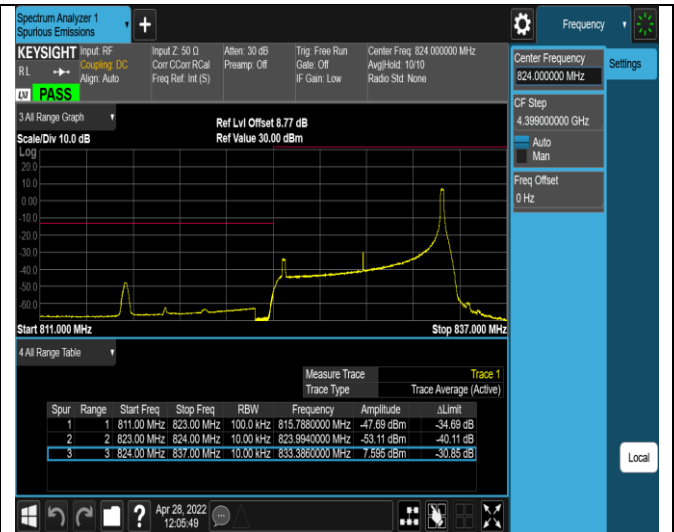 Spectrum Analyzer 1
Spurious Emissions
+
Frequency
KEYSIGHT
RL
LXI PASS
Input: RF
Coupling: DC
Align: Auto
Input Z: 50 Ω
Corr CCorr RCal
Freq Ref: Int (S)
Atten: 30 dB
Preamp: Off
Trig: Free Run
Gate: Off
IF Gain: Low
Center Freq: 824.000000 MHz
Avg|Hold: 10/10
Radio Std: None
Center Frequency
824.000000 MHz
Settings
CF Step
4.399000000 GHz
Auto
Man
Freq Offset
0 Hz
3 All Range Graph
Scale/Div 10.0 dB
Ref Lvl Offset 8.77 dB
Ref Value 30.00 dBm
Log
20.0
10.0
0.00
-10.0
-20.0
-30.0
-40.0
-50.0
-60.0
Start 811.000 MHz
Stop 837.000 MHz
4 All Range Table
Measure Trace Trace 1
Trace Type Trace Average (Active)
Spur Range Start Freq Stop Freq RBW Frequency Amplitude ΔLimit
1 1 811.00 MHz 823.00 MHz 100.0 kHz 815.7880000 MHz -47.69 dBm -34.69 dB
2 2 823.00 MHz 824.00 MHz 10.00 kHz 823.9940000 MHz -53.11 dBm -40.11 dB
3 3 824.00 MHz 837.00 MHz 10.00 kHz 833.3860000 MHz 7.595 dBm -30.85 dB
Local
?
Apr 28, 2022
12:05:49